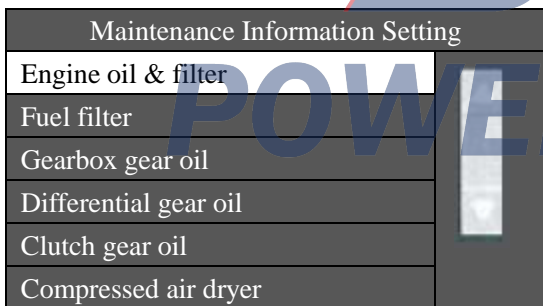 Maintenance Information Setting
Engine oil & filter
Fuel filter
Gearbox gear oil
Differential gear oil
Clutch gear oil
Compressed air dryer